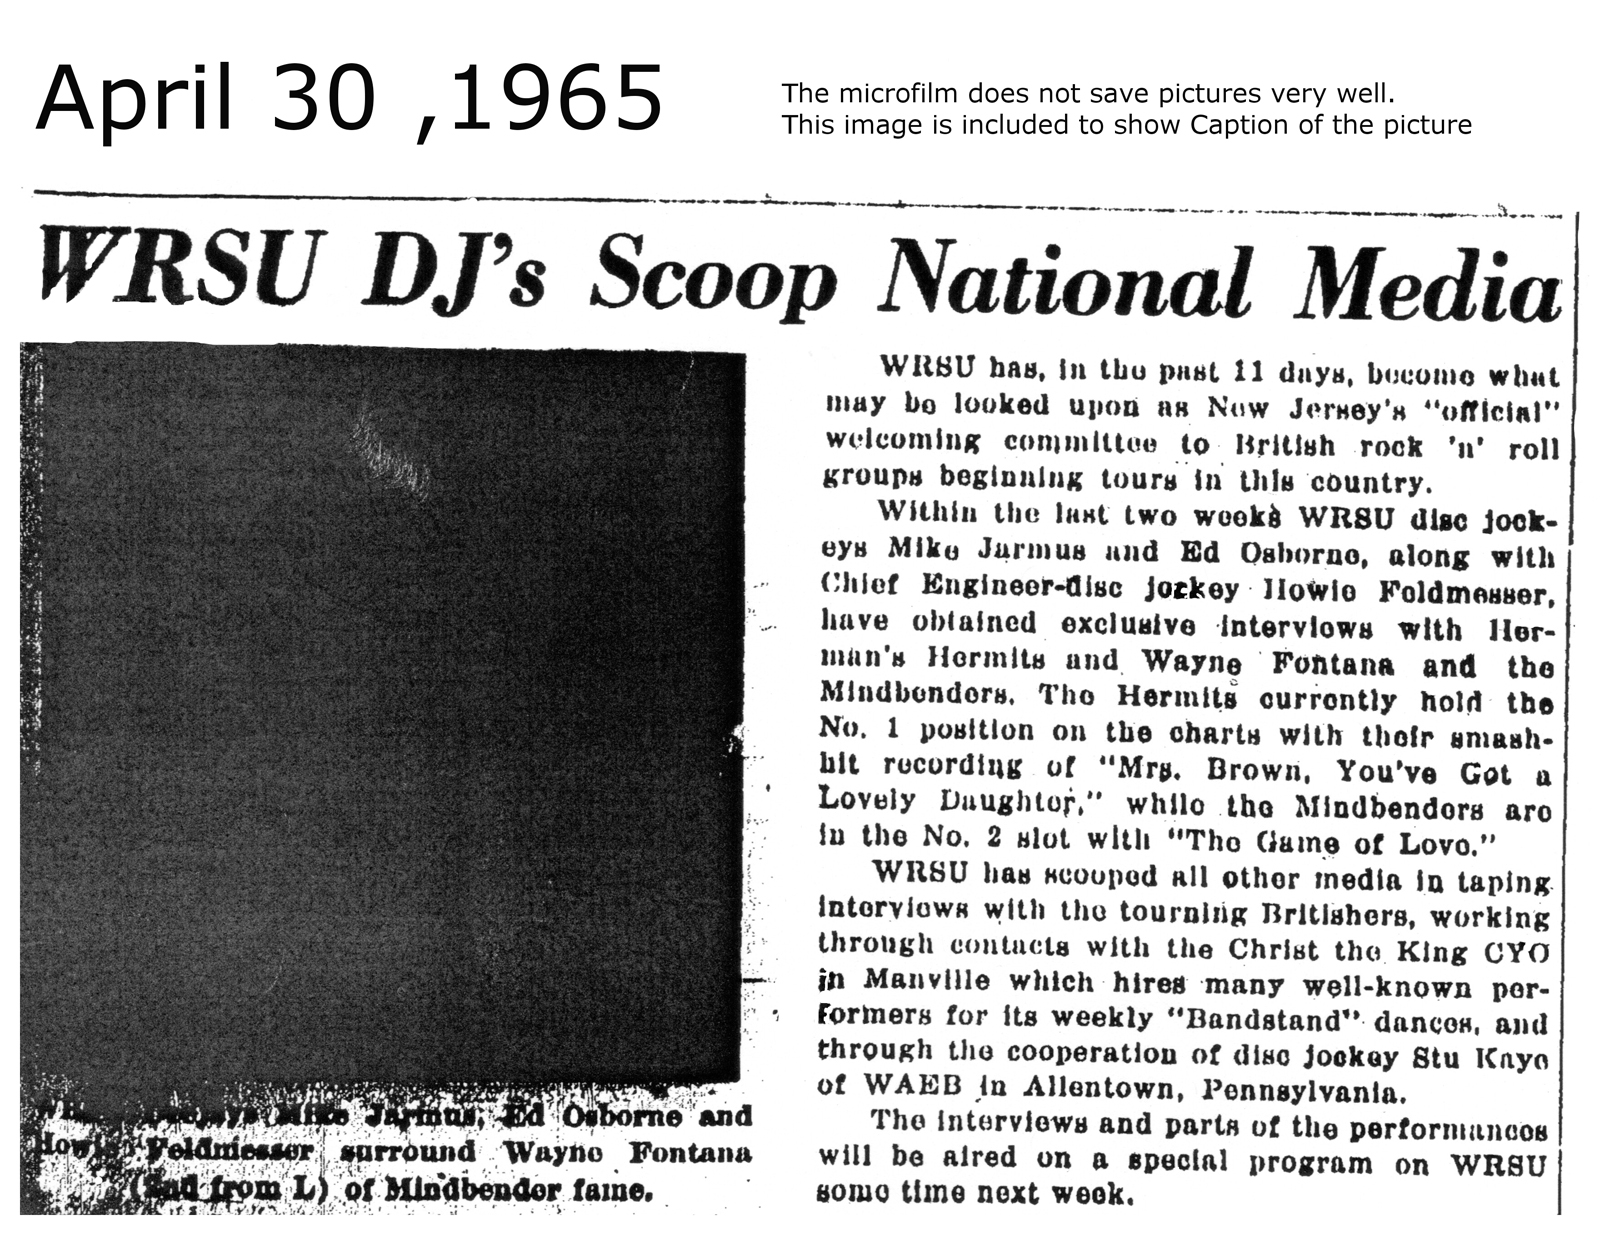 April 30 ,1965
The microfilm does not save pictures very well.
This image is included to show Caption of the picture
WRSU DJ's Scoop National Media
WRSU has, in the past 11 days, become what
may be looked upon as New Jersey's "official"
welcoming committee to British rock 'n' roll
groups beginning tours in this country.
Within the last two weeks WRSU disc jock-
eys Mike Jarmus and Ed Osborne, along with
Chief Engineer-disc jockey Howie Feldmesser,
have obtained exclusive interviews with Her-
man's Hermits and Wayne Fontana and the
Mindbenders. The Hermits currently hold the
No. 1 position on the charts with their smash-
hit recording of "Mrs. Brown, You've Got a
Lovely Daughter," while the Mindbenders are
in the No. 2 slot with "The Game of Love."
WRSU has scooped all other media in taping
interviews with the tourning Britishers, working
through contacts with the Christ the King CYO
in Manville which hires many well-known per-
formers for its weekly "Bandstand" dances, and
through the cooperation of disc jockey Stu Kaye
of WAEB in Allentown, Pennsylvania.
The interviews and parts of the performances
will be aired on a special program on WRSU
some time next week.
Mike Jarmus, Ed Osborne and
Howie Feldmesser surround Wayne Fontana
(2nd from L) of Mindbender fame.